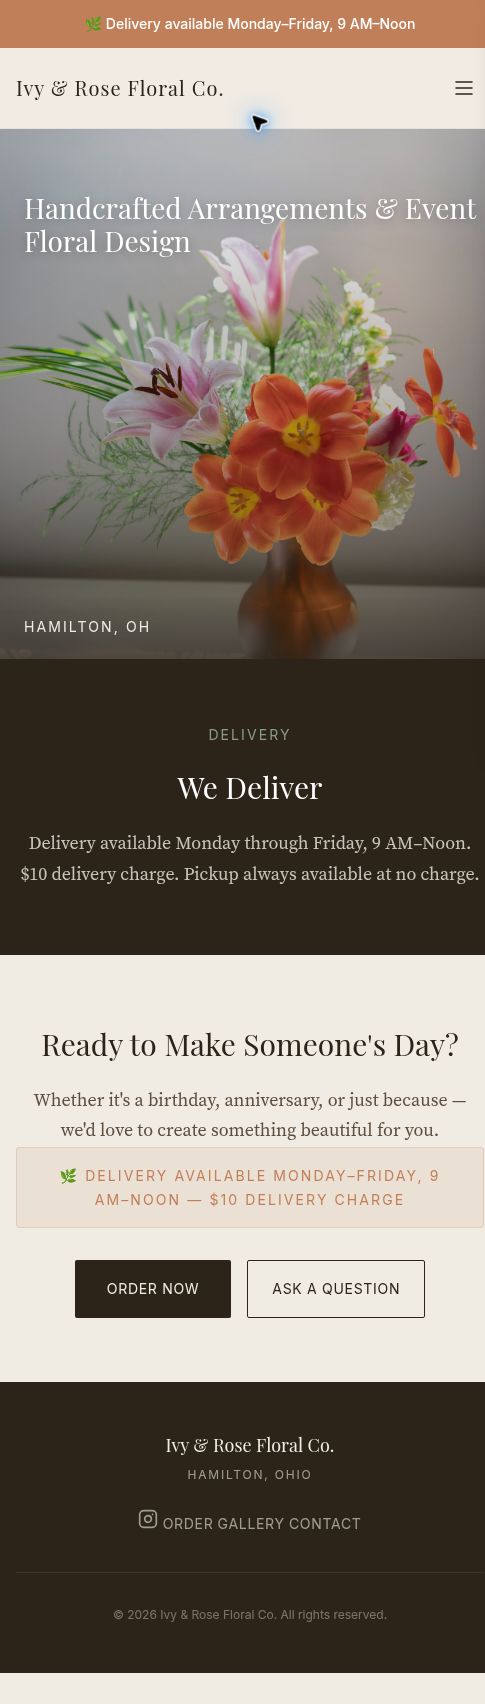 🌿 Delivery available Monday–Friday, 9 AM–Noon
Ivy & Rose Floral Co.
Handcrafted Arrangements & Event
Floral Design
HAMILTON, OH
DELIVERY
We Deliver
Delivery available Monday through Friday, 9 AM–Noon.
$10 delivery charge. Pickup always available at no charge.
Ready to Make Someone's Day?
Whether it's a birthday, anniversary, or just because —
we'd love to create something beautiful for you.
🌿 DELIVERY AVAILABLE MONDAY–FRIDAY, 9
AM–NOON — $10 DELIVERY CHARGE
ORDER NOW
ASK A QUESTION
Ivy & Rose Floral Co.
HAMILTON, OHIO
ORDER GALLERY CONTACT
© 2026 Ivy & Rose Floral Co. All rights reserved.